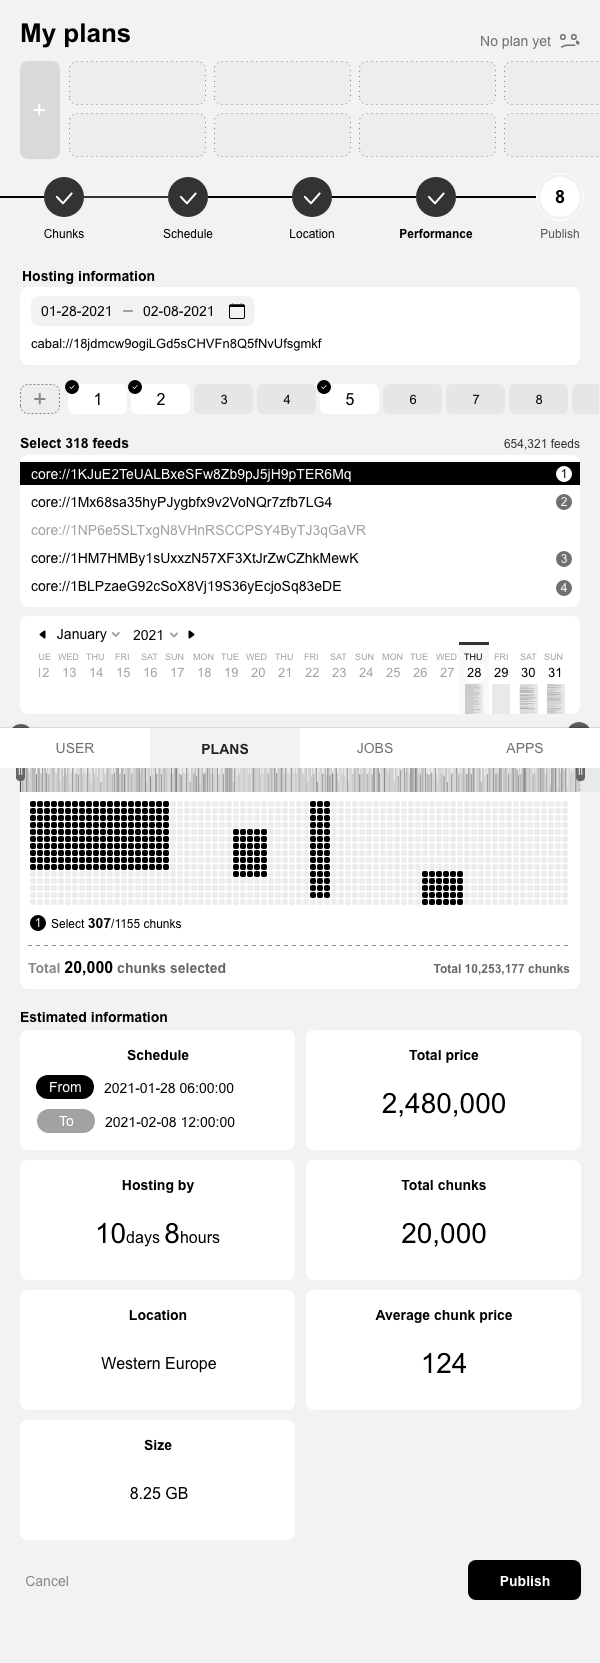 My plans
No plan yet
+
8
Chunks Schedule Location Performance Publish
Hosting information
01-28-2021 — 02-08-2021
cabal://18jdmcw9ogiLGd5sCHVFn8Q5fNvUfsgmkf
+ 1 2 3 4 5 6 7 8
Select 318 feeds 654,321 feeds
core://1KJuE2TeUALBxeSFw8Zb9pJ5jH9pTER6Mq 1
core://1Mx68sa35hyPJygbfx9v2VoNQr7zfb7LG4 2
core://1NP6e5SLTxgN8VHnRSCCPSY4ByTJ3qGaVR
core://1HM7HMBy1sUxxzN57XF3XtJrZwCZhkMewK 3
core://1BLPzaeG92cSoX8Vj19S36yEcjoSq83eDE 4
January 2021
UE WED THU FRI SAT SUN MON TUE WED THU FRI SAT SUN MON TUE WED THU FRI SAT SUN
12 13 14 15 16 17 18 19 20 21 22 23 24 25 26 27 28 29 30 31
USER PLANS JOBS APPS
1 Select 307/1155 chunks
Total 20,000 chunks selected Total 10,253,177 chunks
Estimated information
Schedule
From 2021-01-28 06:00:00
To 2021-02-08 12:00:00
Total price
2,480,000
Hosting by
10days 8hours
Total chunks
20,000
Location
Western Europe
Average chunk price
124
Size
8.25 GB
Cancel Publish